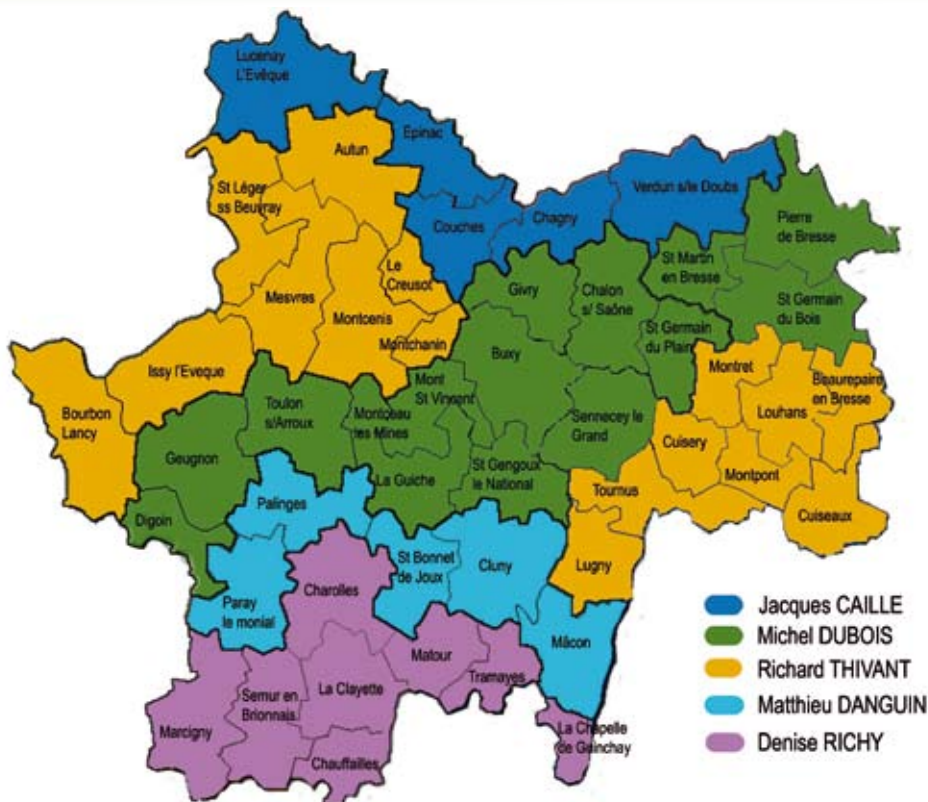 Lucenay
L'Evêque
Epinac
Autun
St Léger
ss Beuvray
Couches
Chagny
Verdun s/le Doubs
Pierre
de Bresse
St Martin
en Bresse
Le
Creusot
Givry
Chalon
s/ Saône
St Germain
du Bois
Mesvres
Montcenis
Montchanin
Buxy
St Germain
du Plain
Montret
Beaurepaire
en Bresse
Issy l'Eveque
Bourbon
Lancy
Toulon
s/Arroux
Mont
St Vincent
Montceau
les Mines
Sennecey le
Grand
Louhans
Cuisery
Geugnon
La Guiche
St Gengoux
le National
Montpont
Tournus
Cuiseaux
Palinges
Digoin
St Bonnet
de Joux
Cluny
Lugny
Charolles
Paray
le monial
Mâcon
Matour
Tramayes
La Clayette
Semur en
Brionnais
Marcigny
La Chapelle
de Guinchay
Chauffailles
Jacques CAILLE
Michel DUBOIS
Richard THIVANT
Matthieu DANGUIN
Denise RICHY